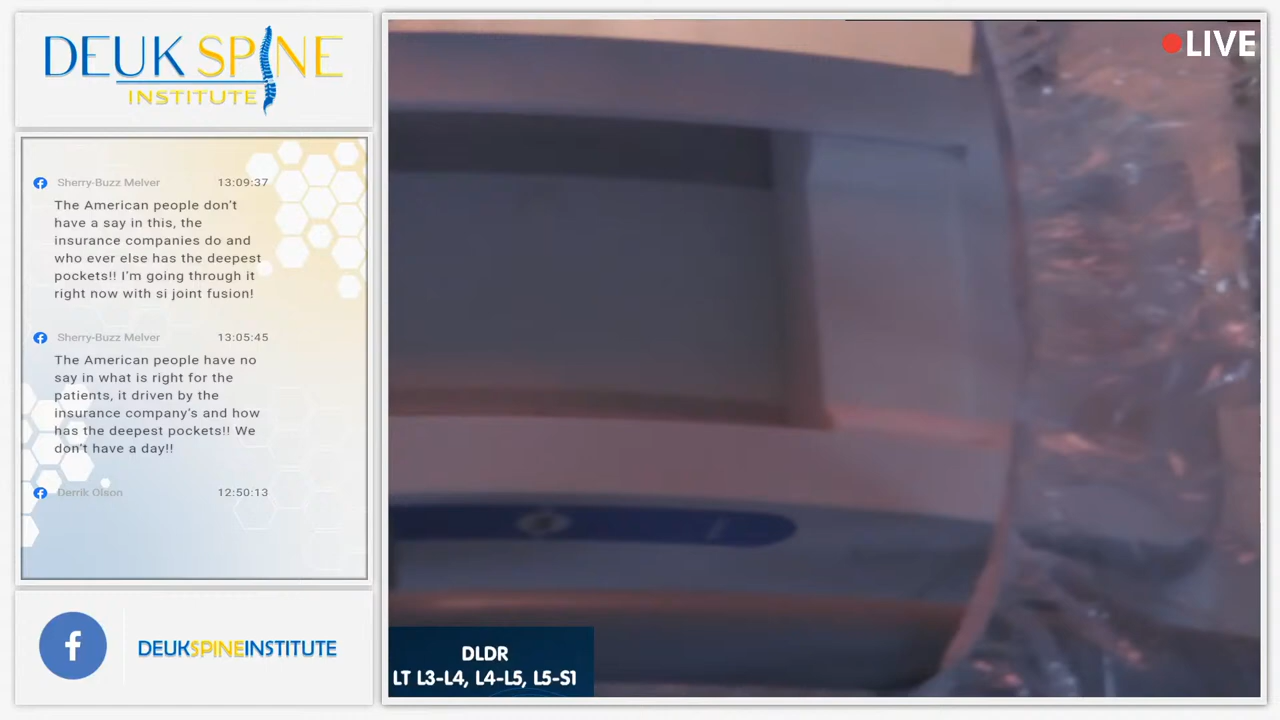 DEUK SPINE
INSTITUTE
Sherry-Buzz Melver 13:09:37
The American people don't
have a say in this, the
insurance companies do and
who ever else has the deepest
pockets!! I'm going through it
right now with si joint fusion!
Sherry-Buzz Melver 13:05:45
The American people have no
say in what is right for the
patients, it driven by the
insurance company's and how
has the deepest pockets!! We
don't have a day!!
Derrik Olson 12:50:13
f
DEUKSPINEINSTITUTE
LIVE
DLDR
LT L3-L4, L4-L5, L5-S1